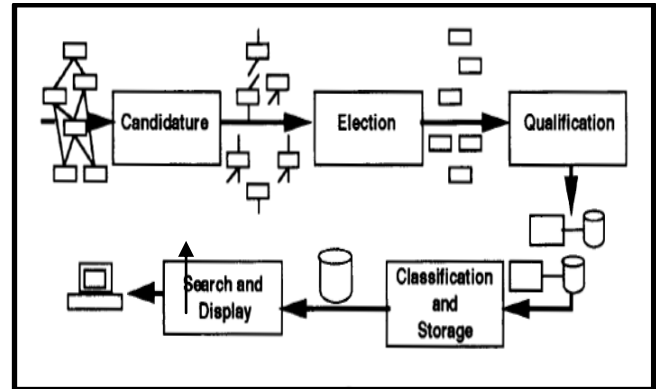 Candidature
Election
Qualification
Search and
Display
Classification
and
Storage